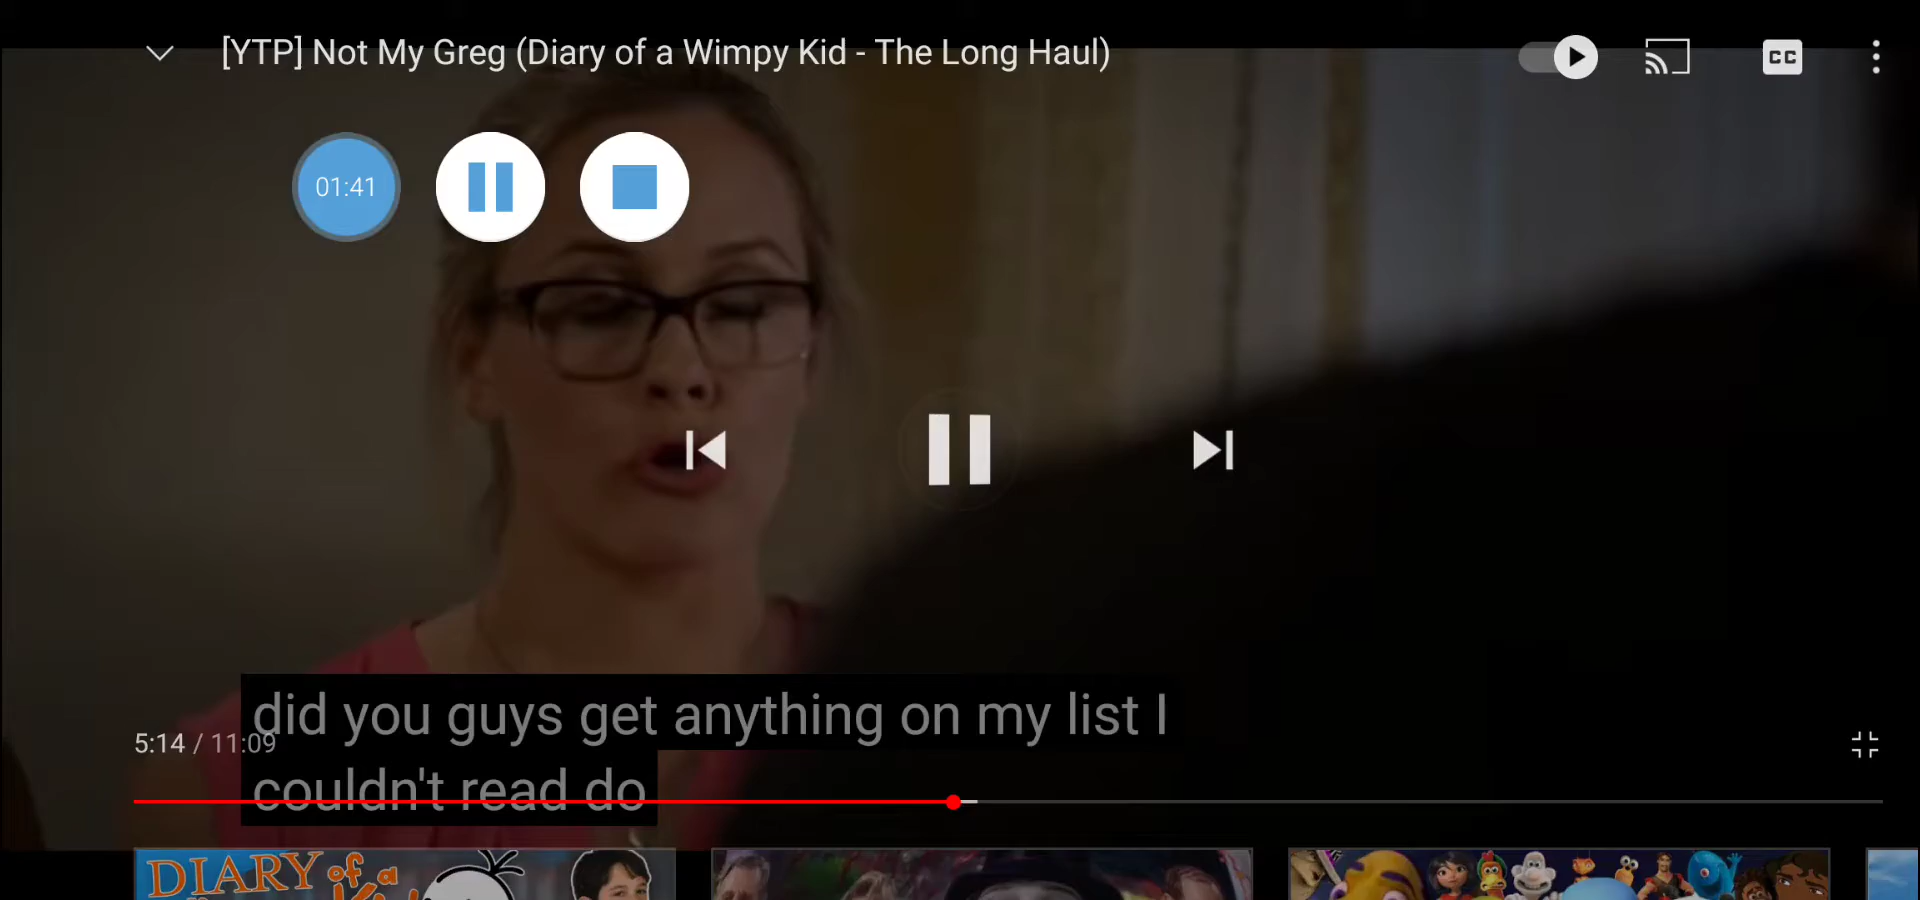 [YTP] Not My Greg (Diary of a Wimpy Kid - The Long Haul)
CC
01:41
did you guys get anything on my list I
5:14 / 11:09
couldn't read do
DIARY of a